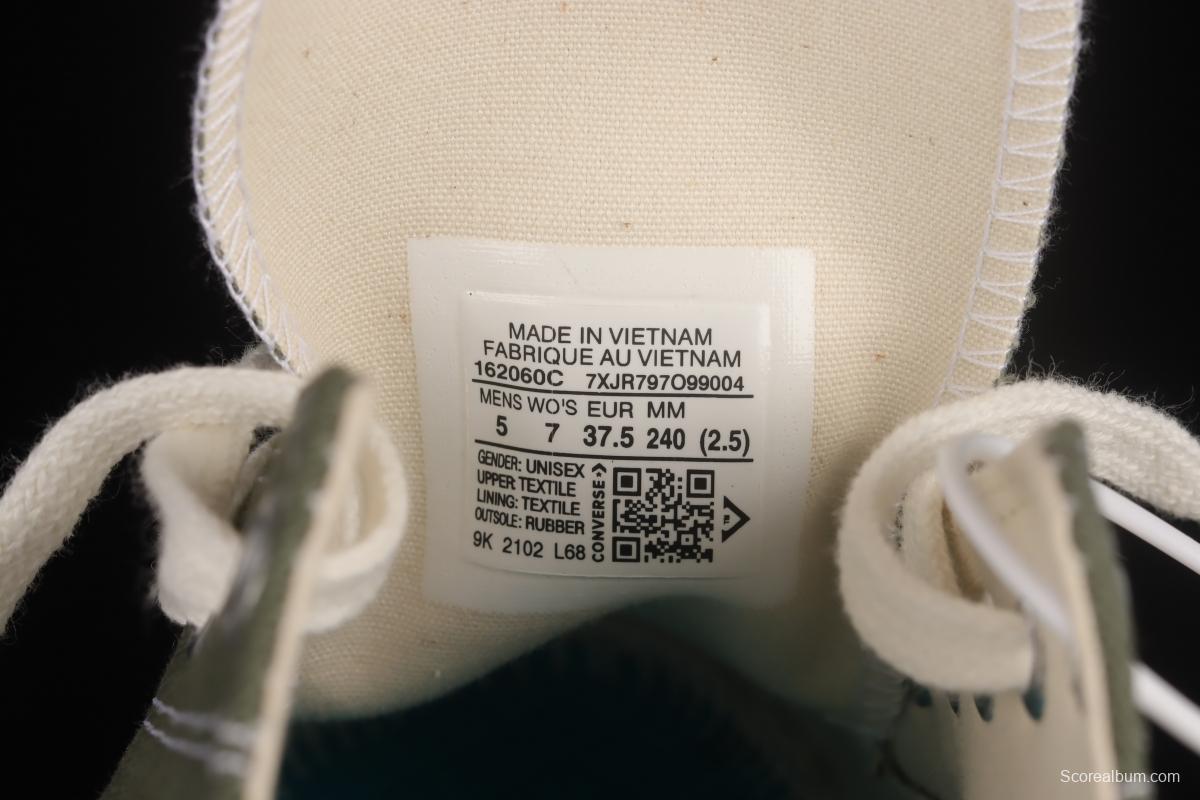 MADE IN VIETNAM
FABRIQUE AU VIETNAM
162060C 7XJR797O99004
MENS WO'S EUR MM
5 7 37.5 240 (2.5)
GENDER: UNISEX
UPPER: TEXTILE
LINING: TEXTILE
OUTSOLE: RUBBER
9K 2102 L68
CONVERSE
Scorealbum.com